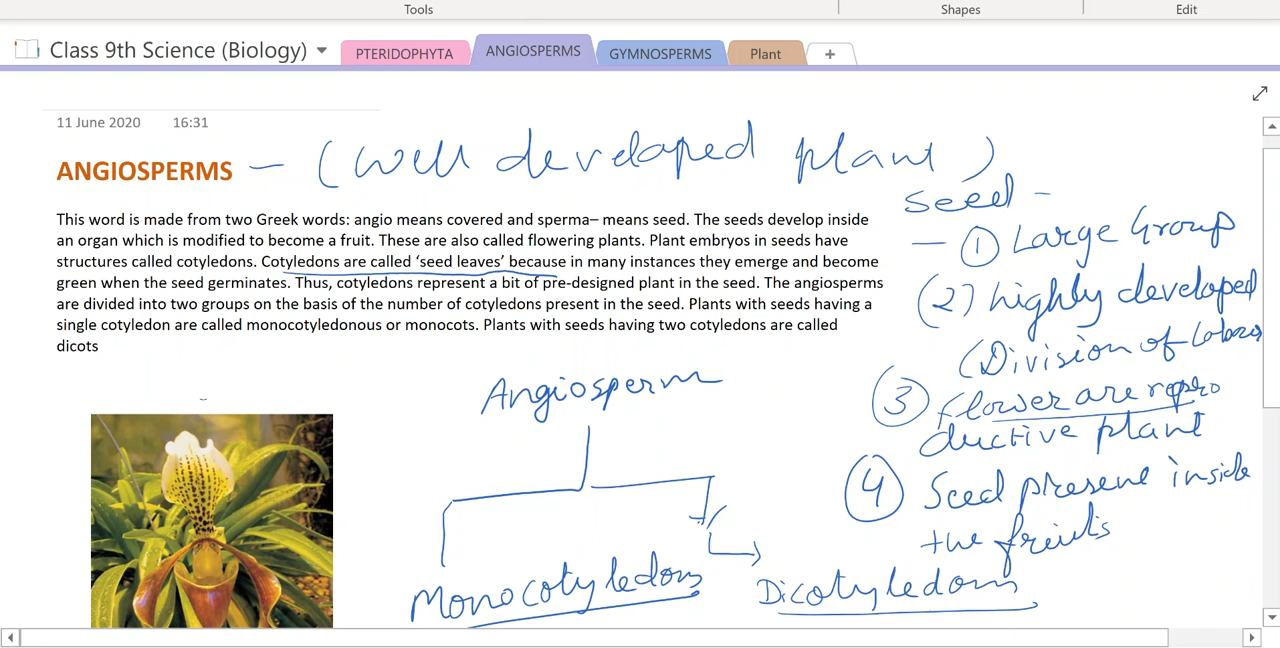 Tools Shapes Edit
Class 9th Science (Biology) PTERIDOPHYTA ANGIOSPERMS GYMNOSPERMS Plant +
11 June 2020 16:31
ANGIOSPERMS – (well developed plant)
This word is made from two Greek words: angio means covered and sperma– means seed. The seeds develop inside
an organ which is modified to become a fruit. These are also called flowering plants. Plant embryos in seeds have
structures called cotyledons. Cotyledons re called ‘seed leaves’ because in many instances they emerge and become
green when the seed germinates. Thus, cotyledons represent a bit of pre-designed plant in the seed. The angiosperms
are divided into two groups on the basis of the number of cotyledons present in the seed. Plants with seeds having a
single cotyledon are called monocotyledonous or monocots. Plants with seeds having two cotyledons are called
dicots
seed -
– ① Large Group
(2) highly developed
(Division of labour
③ flower are repro
ductive plant
④ Seed present inside
the fruits
Angiosperm
Monocotyledons
Dicotyledons